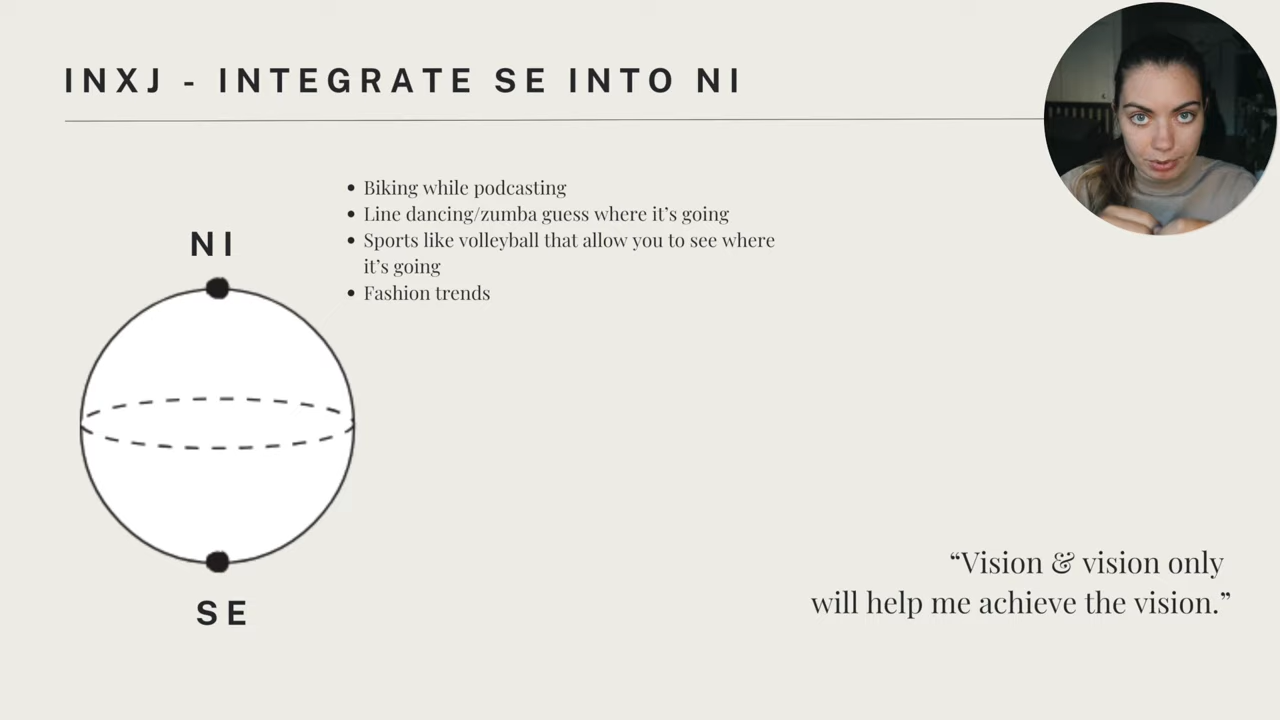 INXJ - INTEGRATE SE INTO NI
• Biking while podcasting
• Line dancing/zumba guess where it’s going
• Sports like volleyball that allow you to see where
it’s going
• Fashion trends
NI
SE
“Vision & vision only
will help me achieve the vision.”